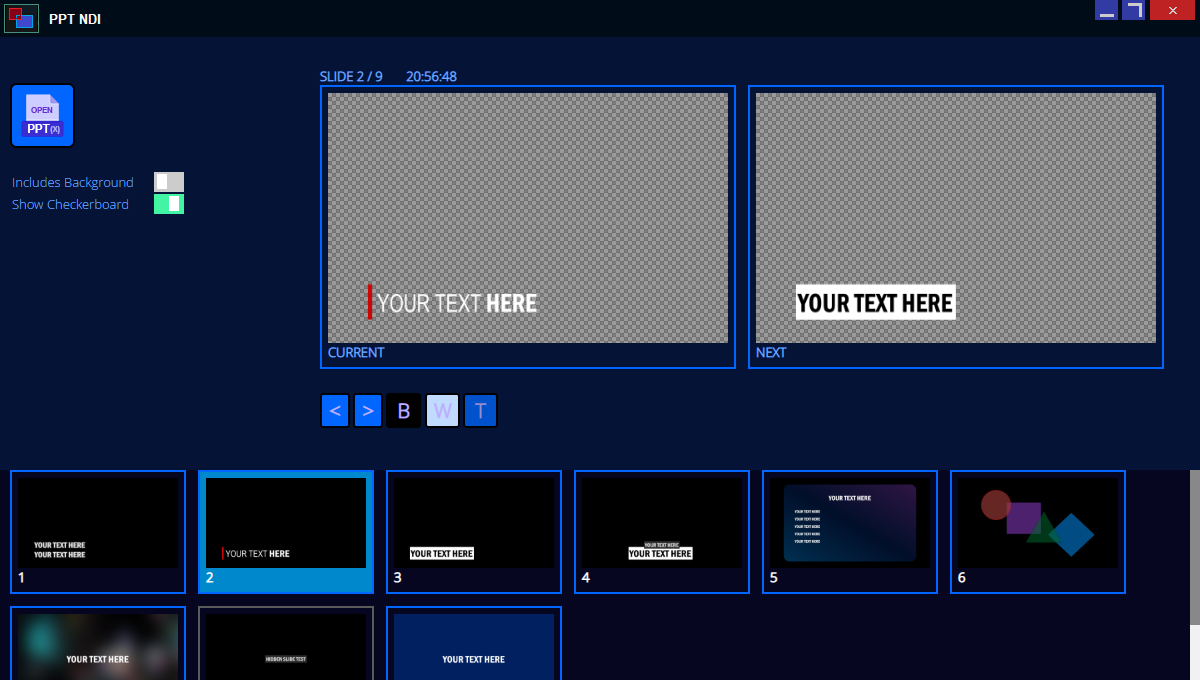 PPT NDI
SLIDE 2 / 9 20:56:48
OPEN
PPT(X)
Includes Background
Show Checkerboard
YOUR TEXT HERE
CURRENT
YOUR TEXT HERE
NEXT
< > B W T
YOUR TEXT HERE
YOUR TEXT HERE
1
YOUR TEXT HERE
2
YOUR TEXT HERE
3
YOUR TEXT HERE
YOUR TEXT HERE
4
YOUR TEXT HERE
YOUR TEXT HERE
YOUR TEXT HERE
YOUR TEXT HERE
YOUR TEXT HERE
YOUR TEXT HERE
5
6
YOUR TEXT HERE
HIDDEN SLIDE TEST
YOUR TEXT HERE